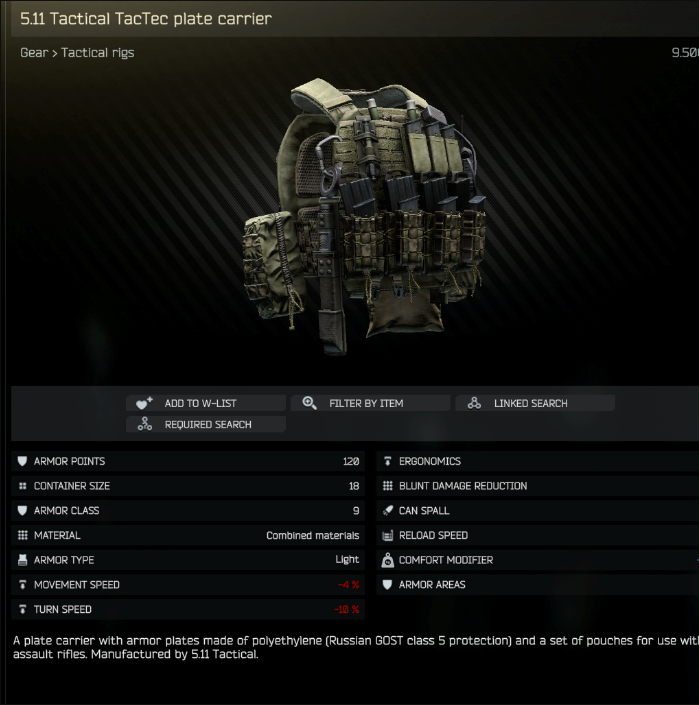 5.11 Tactical TacTec plate carrier
Gear > Tactical rigs
9.50
ADD TO W-LIST
FILTER BY ITEM
LINKED SEARCH
REQUIRED SEARCH
ARMOR POINTS 120
ERGONOMICS
CONTAINER SIZE 18
BLUNT DAMAGE REDUCTION
ARMOR CLASS 9
CAN SPALL
MATERIAL Combined materials
RELOAD SPEED
ARMOR TYPE Light
COMFORT MODIFIER
MOVEMENT SPEED -4 %
ARMOR AREAS
TURN SPEED -10 %
A plate carrier with armor plates made of polyethylene (Russian GOST class 5 protection) and a set of pouches for use wit
assault rifles. Manufactured by 5.11 Tactical.